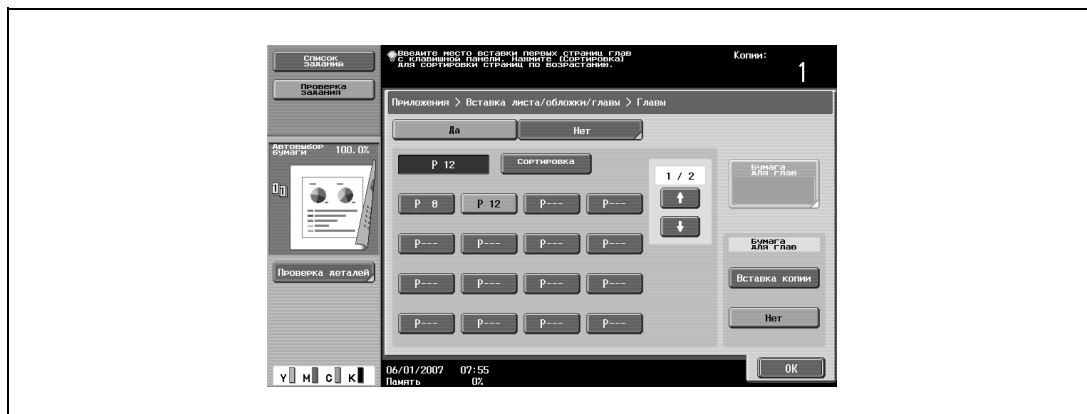 Список
заданий
Проверка
задания
Автовыбор
бумаги 100.0%
Проверка деталей
Y M C K
Введите место вставки первых страниц глав
с клавишной панели. Нажмите [Сортировка]
для сортировки страниц по возрастанию.
Копии:
1
Приложения > Вставка листа/обложки/главы > Главы
Да Нет
P 12 Сортировка
1 / 2
P 8 P 12 P--- P---
P--- P--- P--- P---
P--- P--- P--- P---
P--- P--- P--- P---
Бумага
для глав
Бумага
для глав
Вставка копии
Нет
06/01/2007 07:55
Память 0%
OK